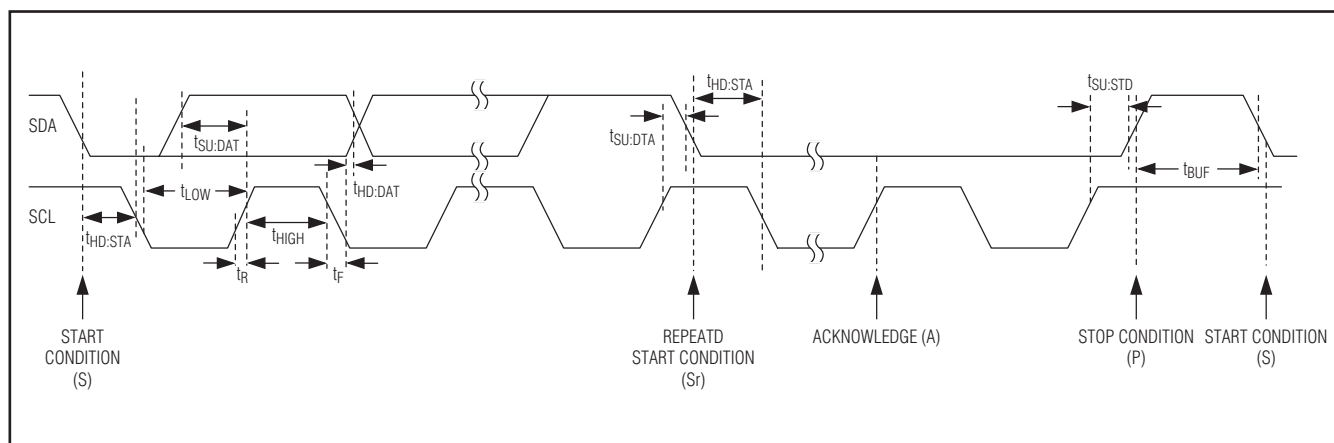 SDA
tSU:DAT
tHD:DAT
tSU:DTA
tHD:STA
tSU:STD
tBUF
SCL
tHD:STA
tLOW
tR
tHIGH
tF
START
CONDITION
(S)
REPEATD
START CONDITION
(Sr)
ACKNOWLEDGE (A)
STOP CONDITION
(P)
START CONDITION
(S)